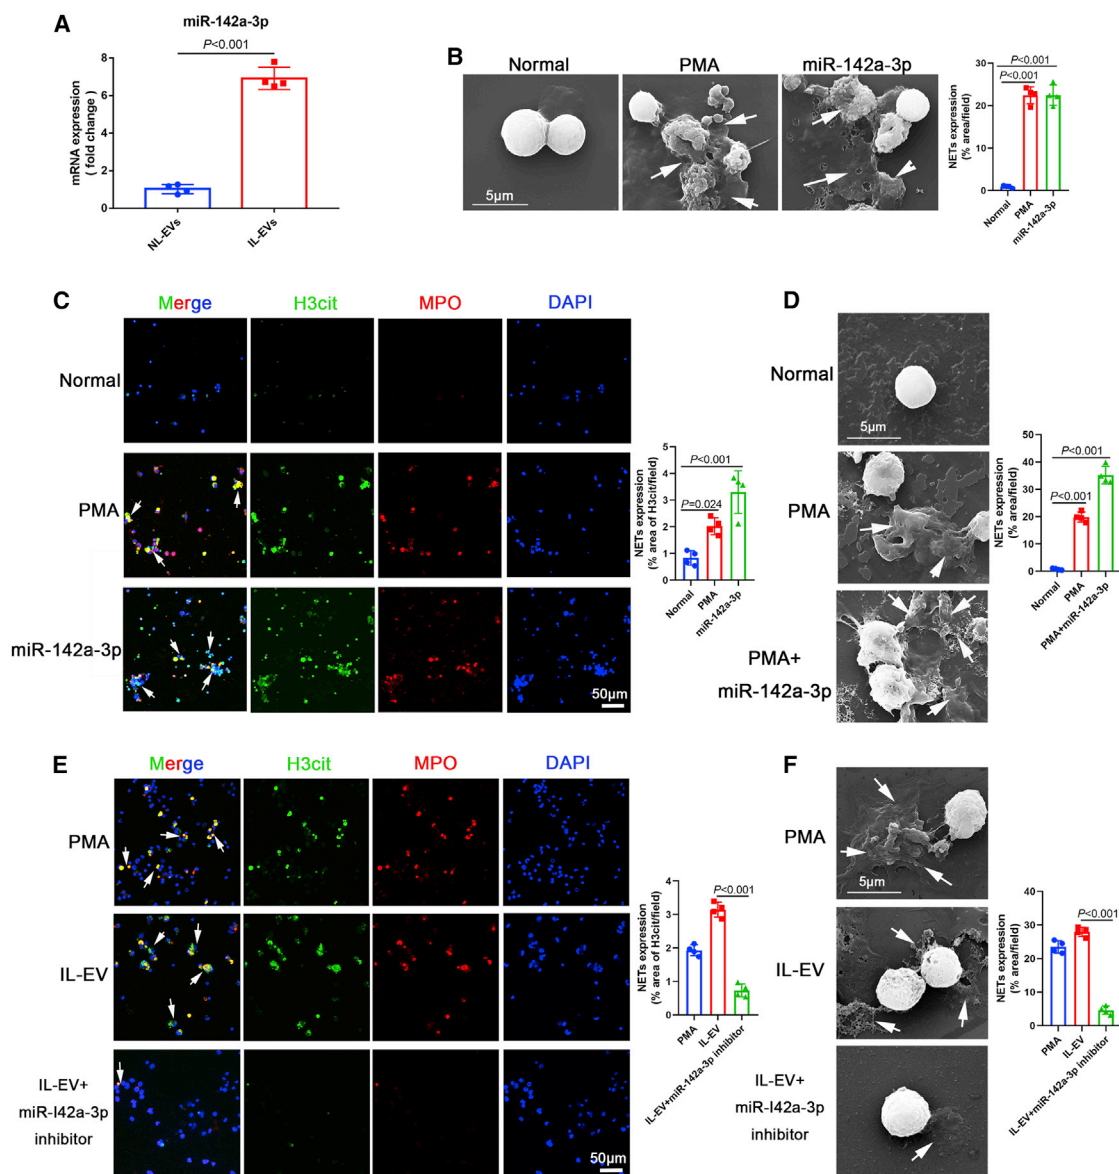 A
miR-142a-3p
P<0.001
mRNA expression
( fold change )
8
6
4
2
0
NL-EVs
IL-EVs
B
Normal
PMA
miR-142a-3p
5μm
NETs expression
(% area/field)
P<0.001
P<0.001
30
20
10
0
Normal
PMA
miR-142a-3p
C
Merge
H3cit
MPO
DAPI
Normal
PMA
miR-142a-3p
50μm
NETs expression
(% area of H3cit/field)
5
4
3
2
1
0
P<0.001
P=0.024
Normal
PMA
miR-142a-3p
D
Normal
5μm
PMA
PMA+
miR-142a-3p
NETs expression
(% area/field)
50
40
30
20
10
0
P<0.001
P<0.001
Normal
PMA
PMA+miR-142a-3p
E
Merge
H3cit
MPO
DAPI
PMA
IL-EV
IL-EV+
miR-I42a-3p
inhibitor
50μm
NETs expression
(% area of H3cit/field)
4
3
2
1
0
P<0.001
PMA
IL-EV
IL-EV+miR-142a-3p inhibitor
F
PMA
5μm
IL-EV
IL-EV+
miR-I42a-3p
inhibitor
NETs expression
(% area/field)
40
30
20
10
0
P<0.001
PMA
IL-EV
IL-EV+miR-142a-3p inhibitor